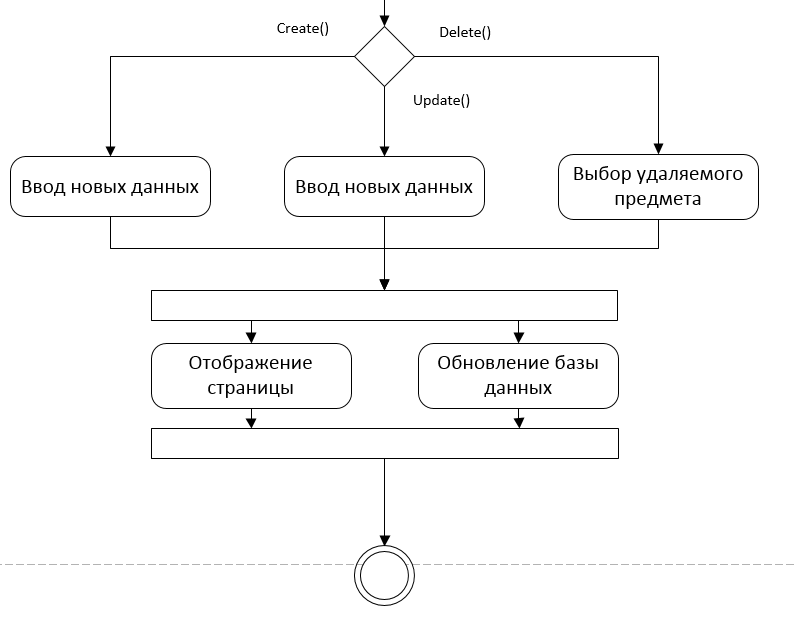 Create()
Delete()
Update()
Ввод новых данных
Ввод новых данных
Выбор удаляемого
предмета
Отображение
страницы
Обновление базы
данных